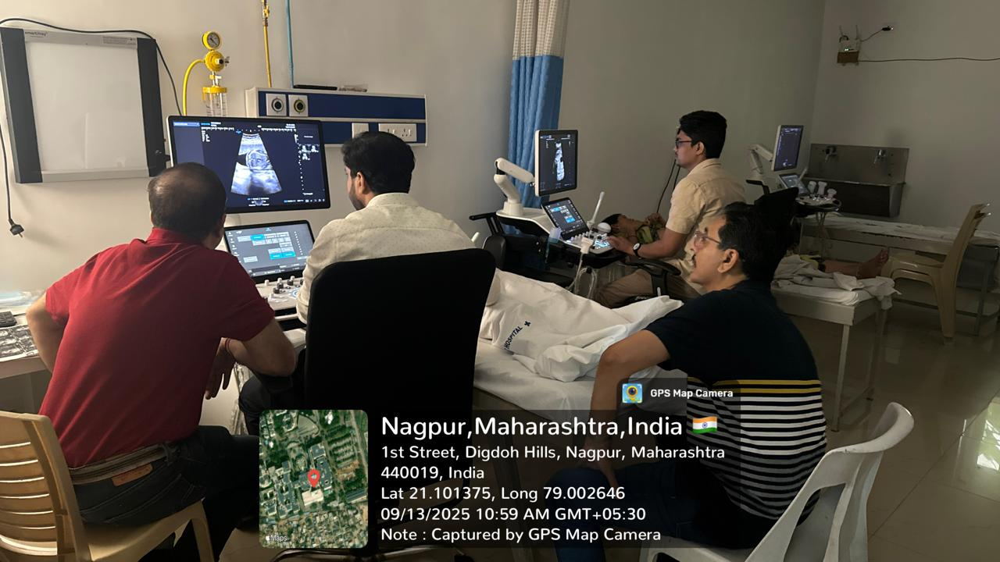 GPS Map Camera
Nagpur,Maharashtra,India
1st Street, Digdoh Hills, Nagpur, Maharashtra
440019, India
Lat 21.101375, Long 79.002646
09/13/2025 10:59 AM GMT+05:30
Note : Captured by GPS Map Camera
Maps
HOSPITAL